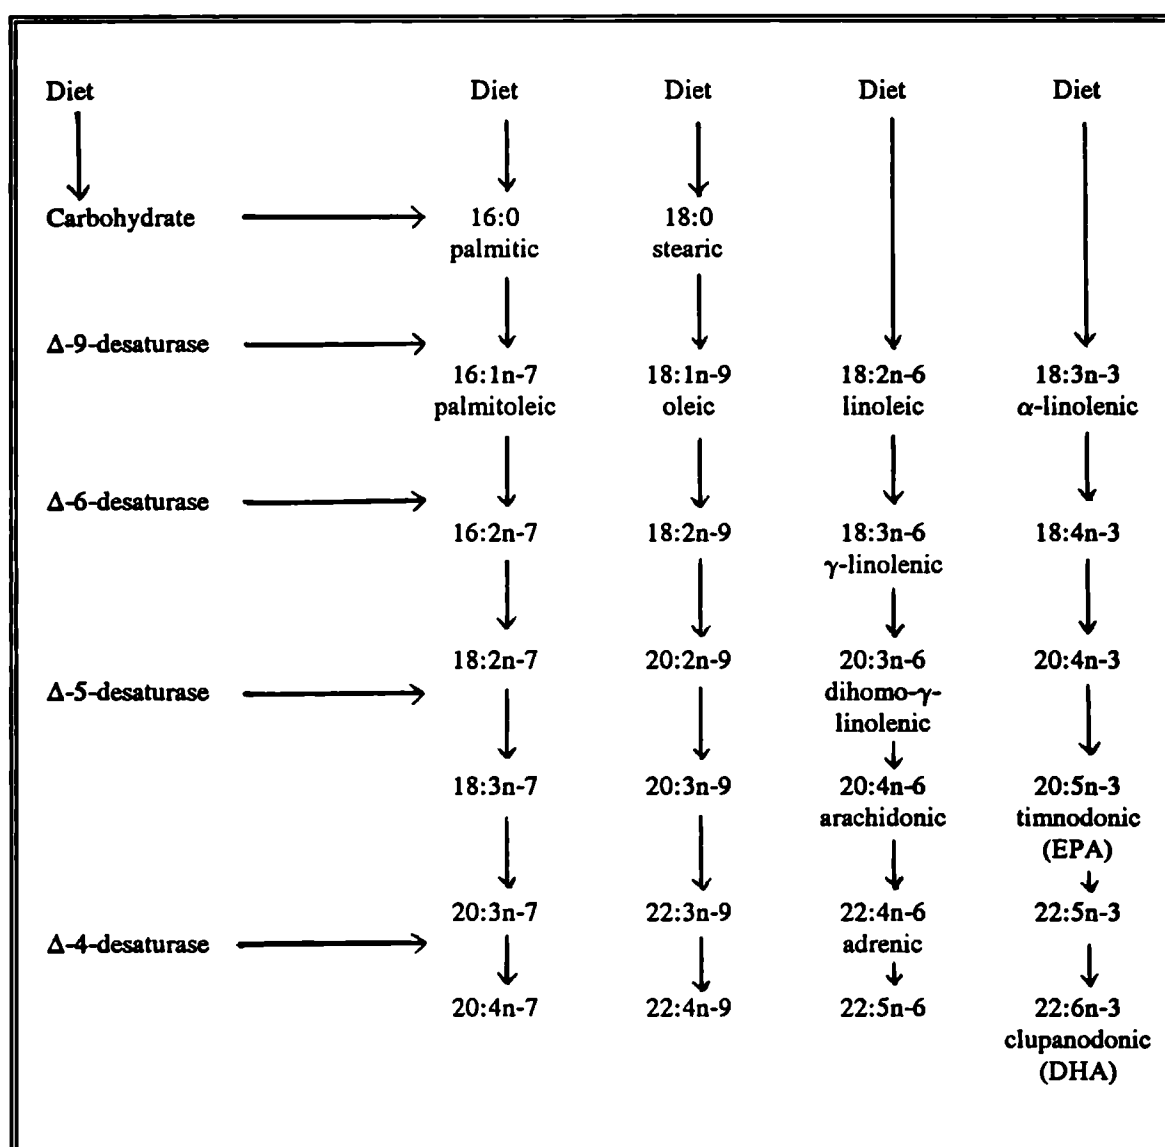 Diet Diet Diet Diet Diet
Carbohydrate 16:0 18:0
palmitic stearic
Δ-9-desaturase
16:1n-7 18:1n-9 18:2n-6 18:3n-3
palmitoleic oleic linoleic α-linolenic
Δ-6-desaturase
16:2n-7 18:2n-9 18:3n-6 18:4n-3
γ-linolenic
18:2n-7 20:2n-9 20:3n-6 20:4n-3
Δ-5-desaturase dihomo-γ-
linolenic
18:3n-7 20:3n-9 20:4n-6 20:5n-3
arachidonic timnodonic
(EPA)
20:3n-7 22:3n-9 22:4n-6 22:5n-3
Δ-4-desaturase adrenic
20:4n-7 22:4n-9 22:5n-6 22:6n-3
clupanodonic
(DHA)